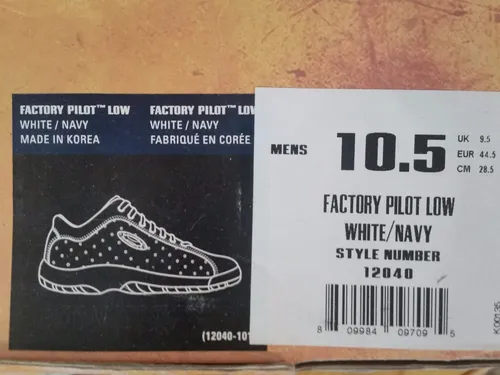 FACTORY PILOT™ LOW
WHITE / NAVY
MADE IN KOREA
FACTORY PILOT™ LOW
WHITE / NAVY
FABRIQUÉ EN CORÉE
(12040-10
MENS
10.5
UK 9.5
EUR 44.5
CM 28.5
FACTORY PILOT LOW
WHITE/NAVY
STYLE NUMBER
12040
8 09984 09709 5
K00135